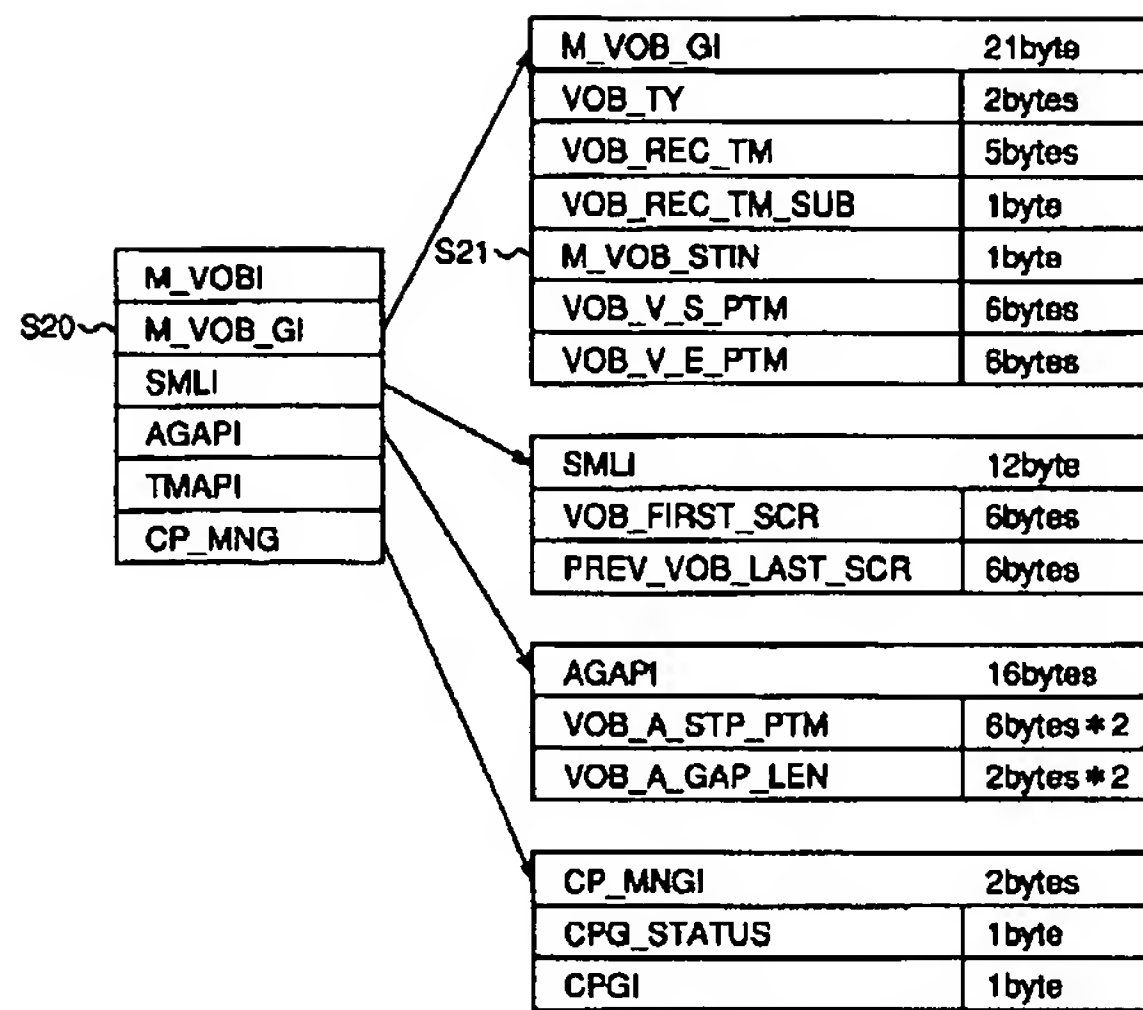 M_VOB_GI 21byte
VOB_TY 2bytes
VOB_REC_TM 5bytes
VOB_REC_TM_SUB 1byte
S21 M_VOB_STIN 1byte
VOB_V_S_PTM 6bytes
VOB_V_E_PTM 6bytes
M_VOBI
S20 M_VOB_GI
SMLI
AGAPI
TMAPI
CP_MNG
SMLI 12byte
VOB_FIRST_SCR 6bytes
PREV_VOB_LAST_SCR 6bytes
AGAPI 16bytes
VOB_A_STP_PTM 6bytes*2
VOB_A_GAP_LEN 2bytes*2
CP_MNGI 2bytes
CPG_STATUS 1byte
CPGI 1byte